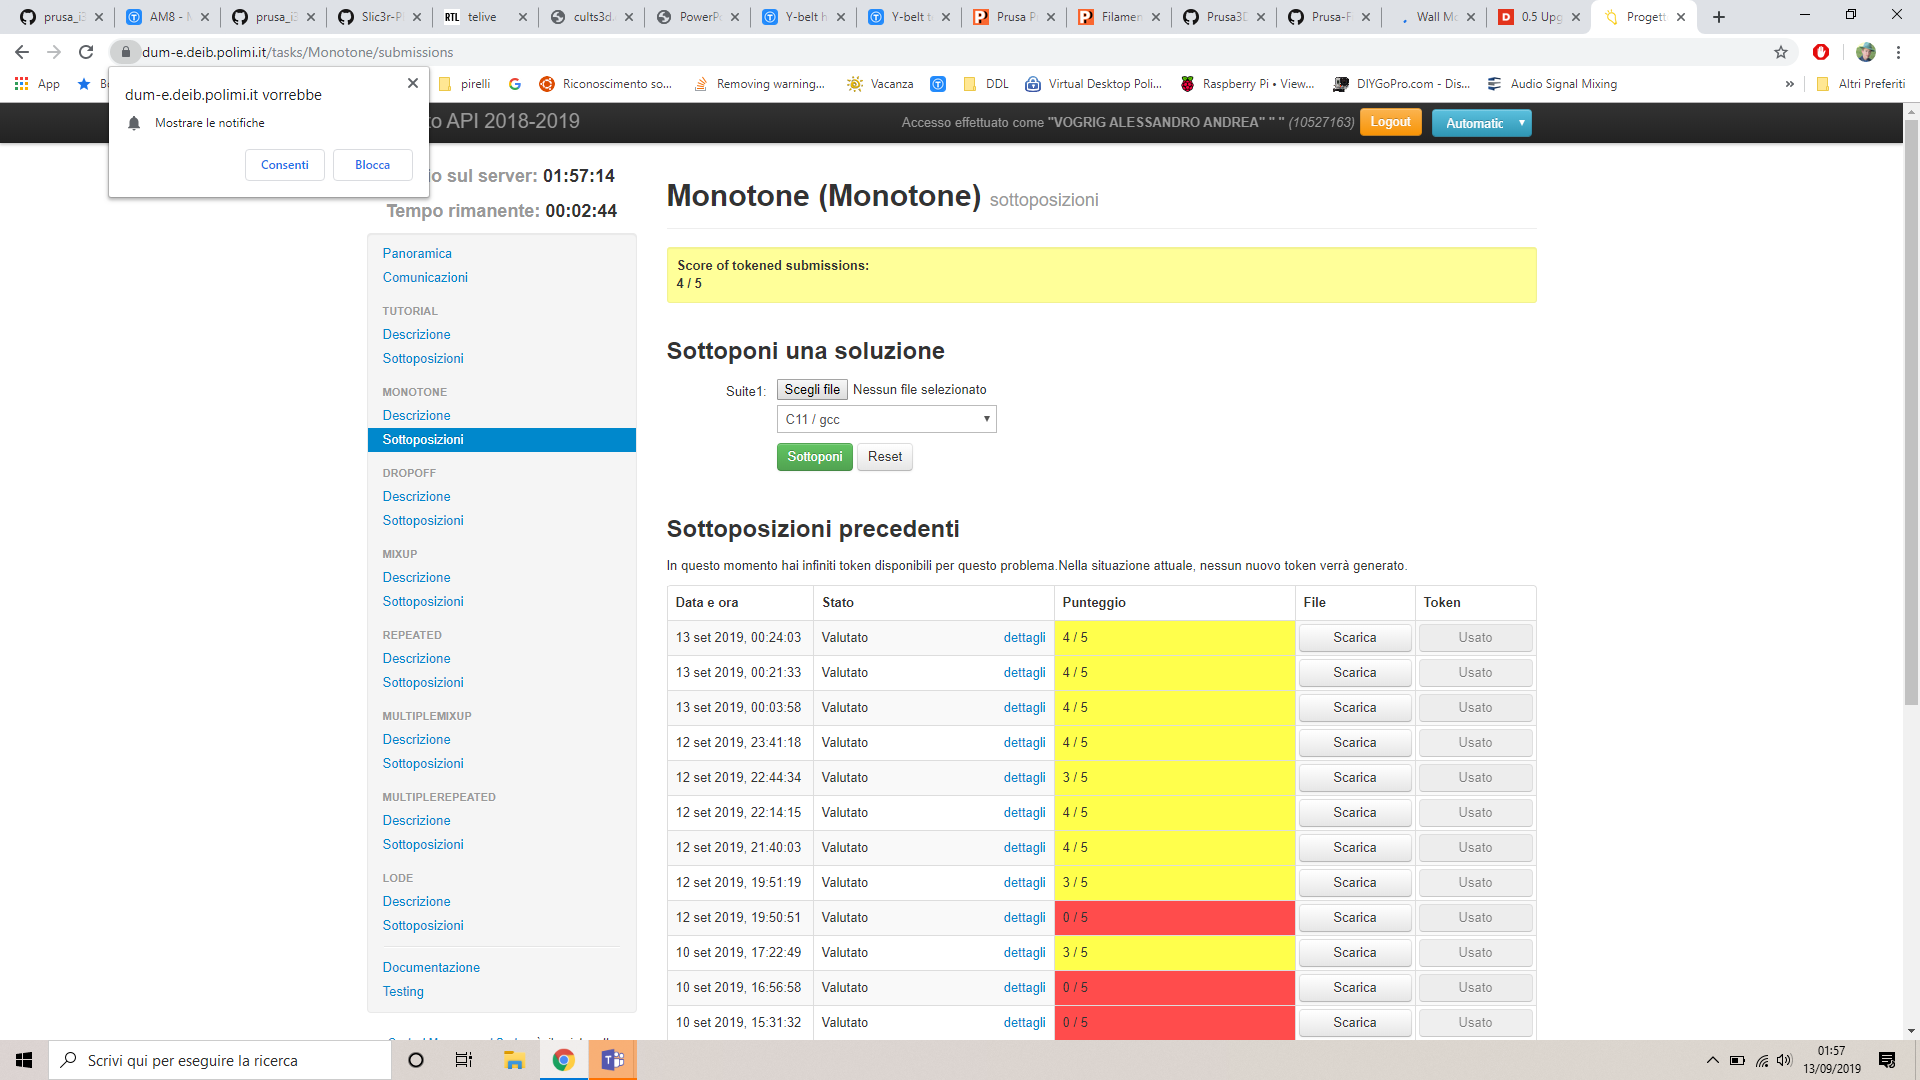 prusa_i3
AM8 - M
prusa_i3
Slic3r-P
RTL telive
cults3d.
PowerPo
Y-belt h
Y-belt t
Prusa P
Filamen
Prusa3D
Prusa-F
Wall Mo
0.5 Upg
Progett
dum-e.deib.polimi.it/tasks/Monotone/submissions
App
pirelli
Riconoscimento so...
Removing warning...
Vacanza
DDL
Virtual Desktop Poli...
Raspberry Pi • View...
DIYGoPro.com - Dis...
Audio Signal Mixing
»
Altri Preferiti
dum-e.deib.polimi.it vorrebbe
Mostrare le notifiche
Consenti
Blocca
to API 2018-2019
Accesso effettuato come "VOGRIG ALESSANDRO ANDREA" " " (10527163)
Logout
Automatic
io sul server: 01:57:14
Tempo rimanente: 00:02:44
Panoramica
Comunicazioni
TUTORIAL
Descrizione
Sottoposizioni
MONOTONE
Descrizione
Sottoposizioni
DROPOFF
Descrizione
Sottoposizioni
MIXUP
Descrizione
Sottoposizioni
REPEATED
Descrizione
Sottoposizioni
MULTIPLEMIXUP
Descrizione
Sottoposizioni
MULTIPLEREPEATED
Descrizione
Sottoposizioni
LODE
Descrizione
Sottoposizioni
Documentazione
Testing
Monotone (Monotone) sottoposizioni
Score of tokened submissions:
4 / 5
Sottoponi una soluzione
Suite1: Scegli file Nessun file selezionato
C11 / gcc
Sottoponi Reset
Sottoposizioni precedenti
In questo momento hai infiniti token disponibili per questo problema.Nella situazione attuale, nessun nuovo token verrà generato.
Data e ora Stato Punteggio File Token
13 set 2019, 00:24:03 Valutato dettagli 4 / 5 Scarica Usato
13 set 2019, 00:21:33 Valutato dettagli 4 / 5 Scarica Usato
13 set 2019, 00:03:58 Valutato dettagli 4 / 5 Scarica Usato
12 set 2019, 23:41:18 Valutato dettagli 4 / 5 Scarica Usato
12 set 2019, 22:44:34 Valutato dettagli 3 / 5 Scarica Usato
12 set 2019, 22:14:15 Valutato dettagli 4 / 5 Scarica Usato
12 set 2019, 21:40:03 Valutato dettagli 4 / 5 Scarica Usato
12 set 2019, 19:51:19 Valutato dettagli 3 / 5 Scarica Usato
12 set 2019, 19:50:51 Valutato dettagli 0 / 5 Scarica Usato
10 set 2019, 17:22:49 Valutato dettagli 3 / 5 Scarica Usato
10 set 2019, 16:56:58 Valutato dettagli 0 / 5 Scarica Usato
10 set 2019, 15:31:32 Valutato dettagli 0 / 5 Scarica Usato
Scrivi qui per eseguire la ricerca
01:57
13/09/2019